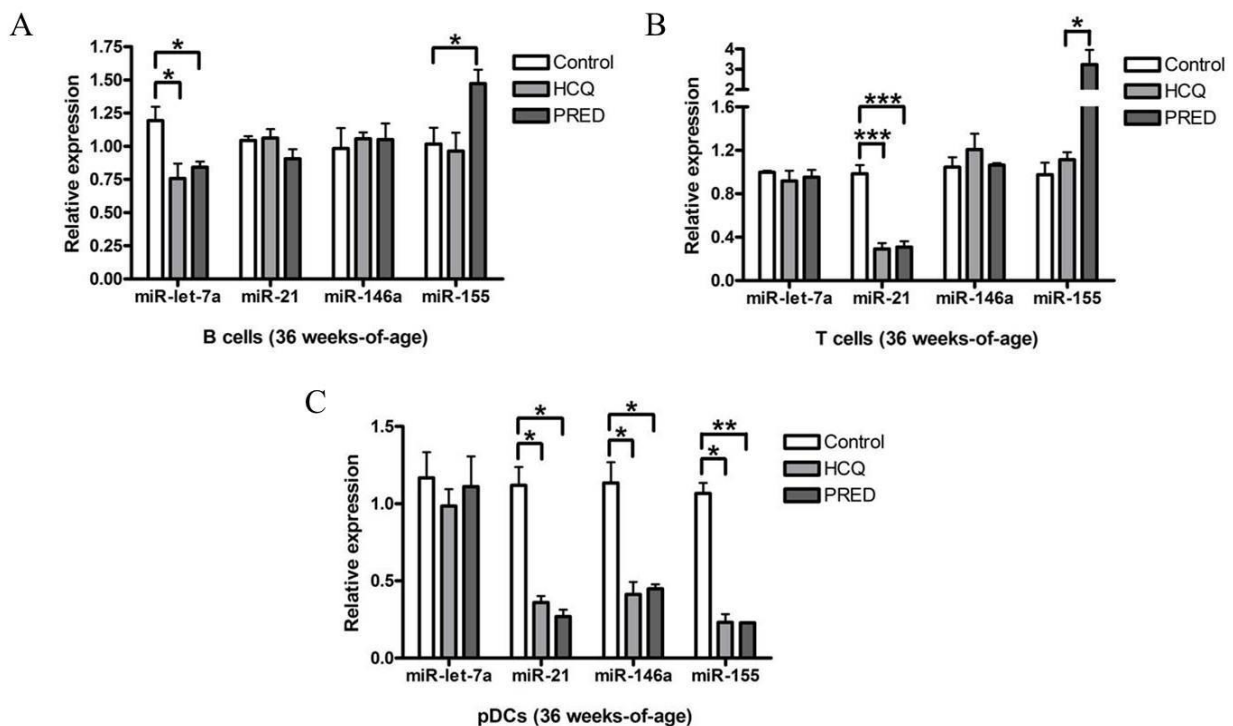 A
Relative expression
1.75
1.50
1.25
1.00
0.75
0.50
0.25
0.00
* * *
Control
HCQ
PRED
miR-let-7a miR-21 miR-146a miR-155
B cells (36 weeks-of-age)
B
Relative expression
4
3
2
1.6
1.2
0.8
0.4
0.0
*** *** *
Control
HCQ
PRED
miR-let-7a miR-21 miR-146a miR-155
T cells (36 weeks-of-age)
C
Relative expression
1.5
1.0
0.5
0.0
* * **
* * *
Control
HCQ
PRED
miR-let-7a miR-21 miR-146a miR-155
pDCs (36 weeks-of-age)